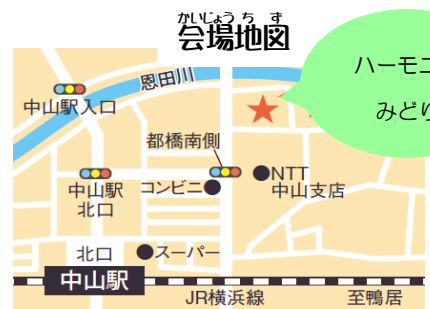 かいじょう ち ず
会場地図
ハーモニ
みどり
恩田川
中山駅入口
都橋南側
NTT
中山支店
中山駅
北口
コンビニ
北口
スーパー
中山駅
JR横浜線
至鴨居